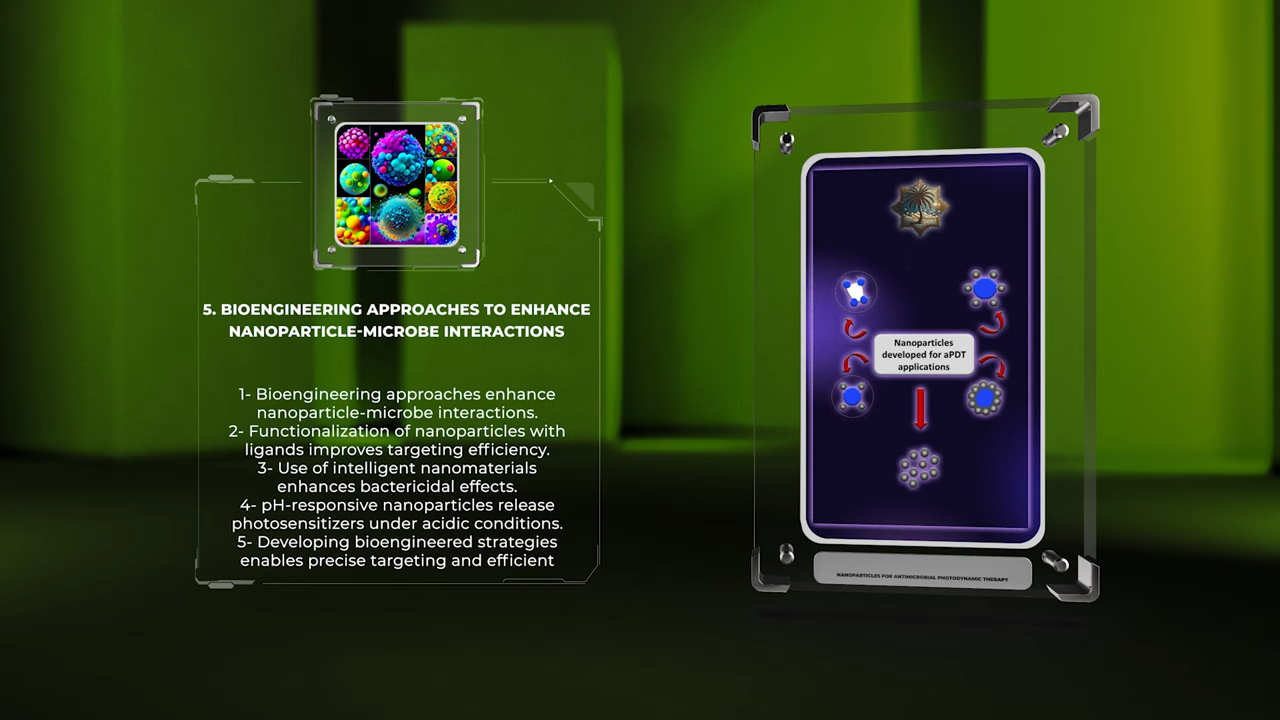 5. BIOENGINEERING APPROACHES TO ENHANCE
NANOPARTICLE-MICROBE INTERACTIONS
1- Bioengineering approaches enhance
nanoparticle-microbe interactions.
2- Functionalization of nanoparticles with
ligands improves targeting efficiency.
3- Use of intelligent nanomaterials
enhances bactericidal effects.
4- pH-responsive nanoparticles release
photosensitizers under acidic conditions.
5- Developing bioengineered strategies
enables precise targeting and efficient
Nanoparticles
developed for aPDT
applications
NANOPARTICLES FOR ANTIMICROBIAL PHOTODYNAMIC THERAPY